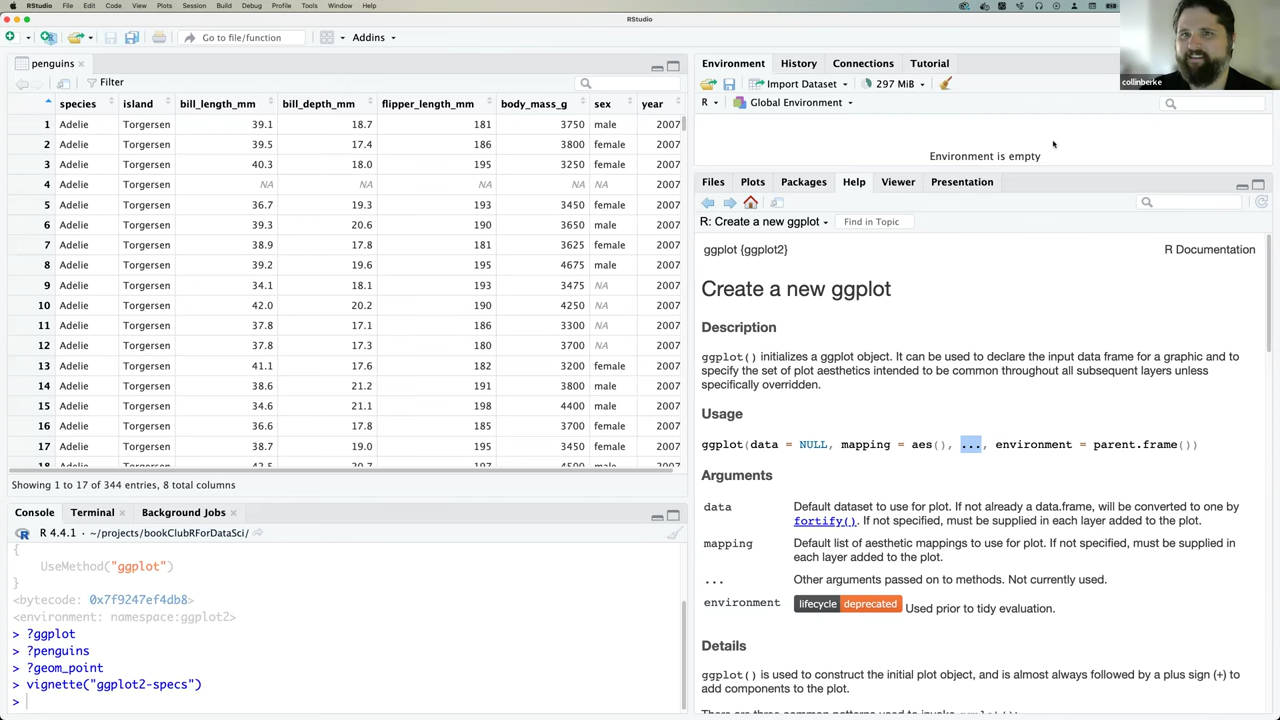 RStudio File Edit Code View Plots Session Build Debug Profile Tools Window Help
RStudio
Go to file/function Addins
collinberke
penguins
Filter
species island bill_length_mm bill_depth_mm flipper_length_mm body_mass_g sex year
1 Adelie Torgersen 39.1 18.7 181 3750 male 2007
2 Adelie Torgersen 39.5 17.4 186 3800 female 2007
3 Adelie Torgersen 40.3 18.0 195 3250 female 2007
4 Adelie Torgersen NA NA NA NA NA 2007
5 Adelie Torgersen 36.7 19.3 193 3450 female 2007
6 Adelie Torgersen 39.3 20.6 190 3650 male 2007
7 Adelie Torgersen 38.9 17.8 181 3625 female 2007
8 Adelie Torgersen 39.2 19.6 195 4675 male 2007
9 Adelie Torgersen 34.1 18.1 193 3475 NA 2007
10 Adelie Torgersen 42.0 20.2 190 4250 NA 2007
11 Adelie Torgersen 37.8 17.1 186 3300 NA 2007
12 Adelie Torgersen 37.8 17.3 180 3700 NA 2007
13 Adelie Torgersen 41.1 17.6 182 3200 female 2007
14 Adelie Torgersen 38.6 21.2 191 3800 male 2007
15 Adelie Torgersen 34.6 21.1 198 4400 male 2007
16 Adelie Torgersen 36.6 17.8 185 3700 female 2007
17 Adelie Torgersen 38.7 19.0 195 3450 female 2007
Showing 1 to 17 of 344 entries, 8 total columns
Console Terminal Background Jobs
R 4.4.1 · ~/projects/bookClubRForDataSci/
{
UseMethod("ggplot")
}
<bytecode: 0x7f9247ef4db8>
<environment: namespace:ggplot2>
> ?ggplot
> ?penguins
> ?geom_point
> vignette("ggplot2-specs")
>
Environment History Connections Tutorial
Import Dataset 297 MiB
R Global Environment
Environment is empty
Files Plots Packages Help Viewer Presentation
R: Create a new ggplot Find in Topic
ggplot {ggplot2} R Documentation
Create a new ggplot
Description
ggplot() initializes a ggplot object. It can be used to declare the input data frame for a graphic and to
specify the set of plot aesthetics intended to be common throughout all subsequent layers unless
specifically overridden.
Usage
ggplot(data = NULL, mapping = aes(), ..., environment = parent.frame())
Arguments
data Default dataset to use for plot. If not already a data.frame, will be converted to one by
fortify(). If not specified, must be supplied in each layer added to the plot.
mapping Default list of aesthetic mappings to use for plot. If not specified, must be supplied in
each layer added to the plot.
... Other arguments passed on to methods. Not currently used.
environment lifecycle deprecated Used prior to tidy evaluation.
Details
ggplot() is used to construct the initial plot object, and is almost always followed by a plus sign (+) to
add components to the plot.